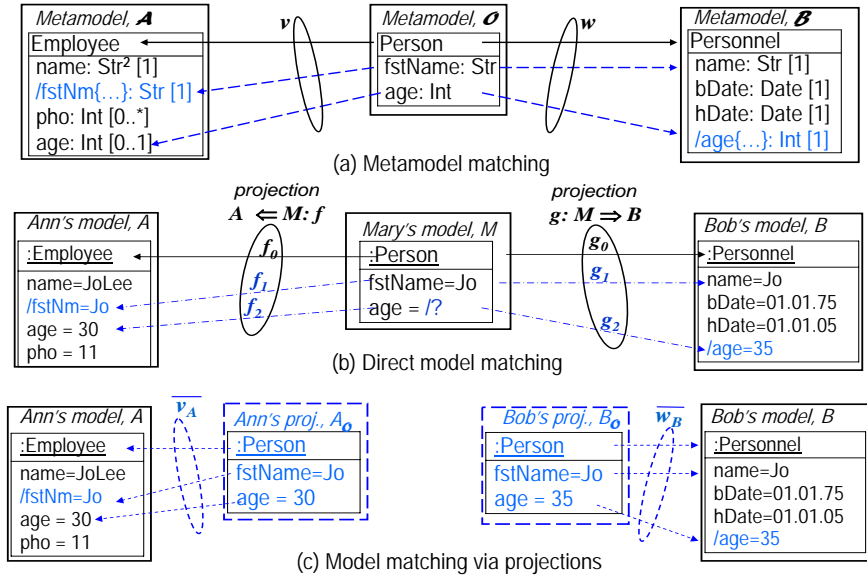 Metamodel, A
v
Metamodel, O
w
Metamodel, B
Employee
name: Str² [1]
/fstNm{...}: Str [1]
pho: Int [0..*]
age: Int [0..1]
Person
fstName: Str
age: Int
Personnel
name: Str [1]
bDate: Date [1]
hDate: Date [1]
/age{...}: Int [1]
(a) Metamodel matching
projection
A ⇐ M: f
projection
g: M ⇒ B
Ann's model, A
:Employee
name=JoLee
/fstNm=Jo
age = 30
pho = 11
f0
f1
f2
Mary's model, M
:Person
fstName=Jo
age = /?
g0
g1
g2
Bob's model, B
:Personnel
name=Jo
bDate=01.01.75
hDate=01.01.05
/age=35
(b) Direct model matching
Ann's model, A
:Employee
name=JoLee
/fstNm=Jo
age = 30
pho = 11
v̅A̅
Ann's proj., AO
:Person
fstName=Jo
age = 30
Bob's proj., BO
:Person
fstName=Jo
age = 35
w̅B̅
Bob's model, B
:Personnel
name=Jo
bDate=01.01.75
hDate=01.01.05
/age=35
(c) Model matching via projections